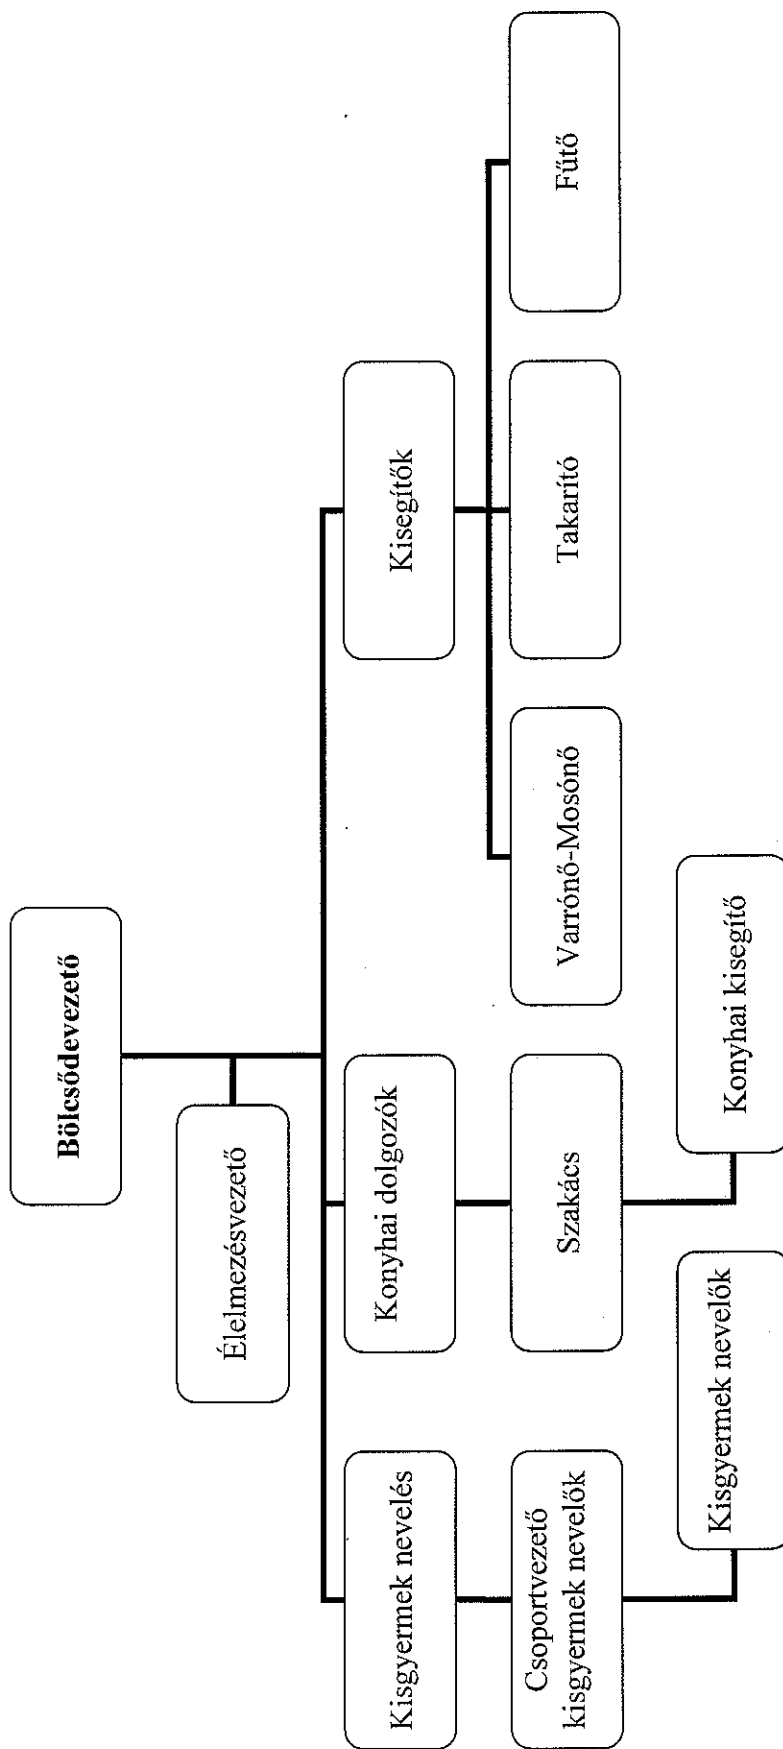 Bölcsődevezető
Élelmezésvezető
Kisgyermek nevelés
Konyhai dolgozók
Kisegítők
Csoportvezető
kisgyermek nevelők
Szakács
Varrónő-Mosónő
Takarító
Fűtő
Kisgyermek nevelők
Konyhai kisegítő